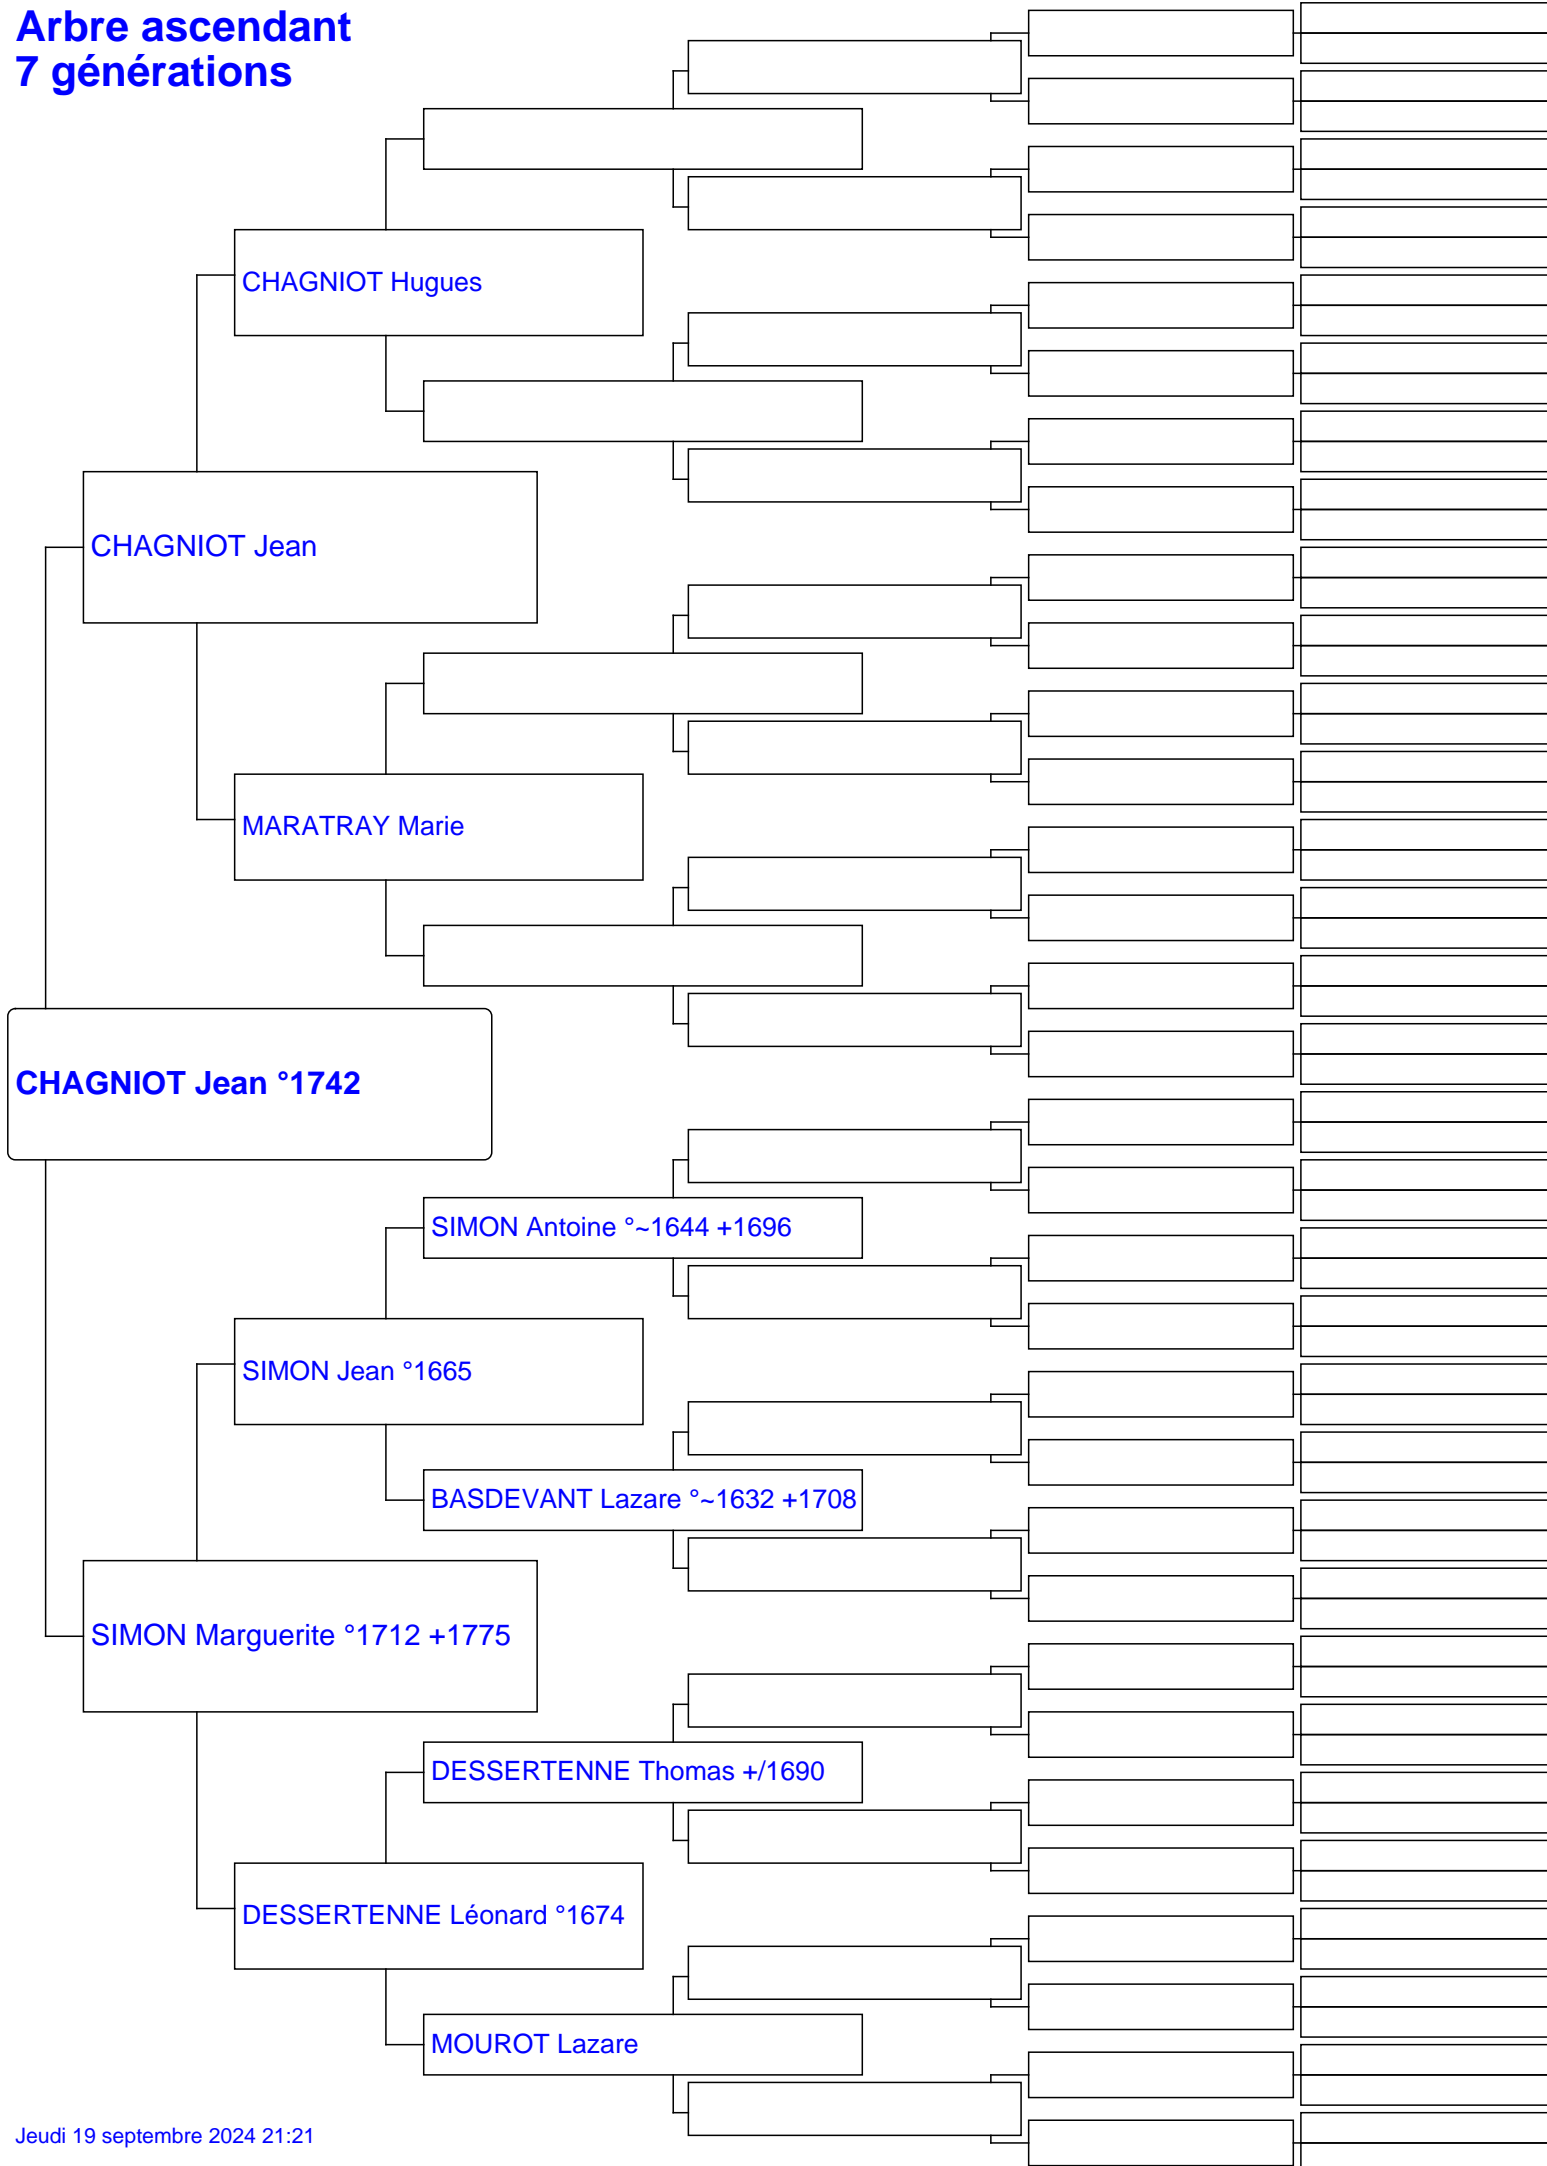 Arbre ascendant
7 générations
CHAGNIOT Hugues
CHAGNIOT Jean
MARATRAY Marie
CHAGNIOT Jean °1742
SIMON Antoine °~1644 +1696
SIMON Jean °1665
BASDEVANT Lazare °~1632 +1708
SIMON Marguerite °1712 +1775
DESSERTENNE Thomas +/1690
DESSERTENNE Léonard °1674
MOUROT Lazare
Jeudi 19 septembre 2024 21:21